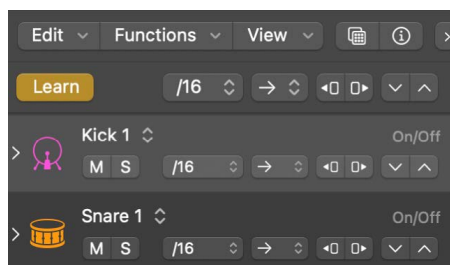 Edit Functions View
Learn /16
Kick 1 On/Off
M S /16
Snare 1 On/Off
M S /16